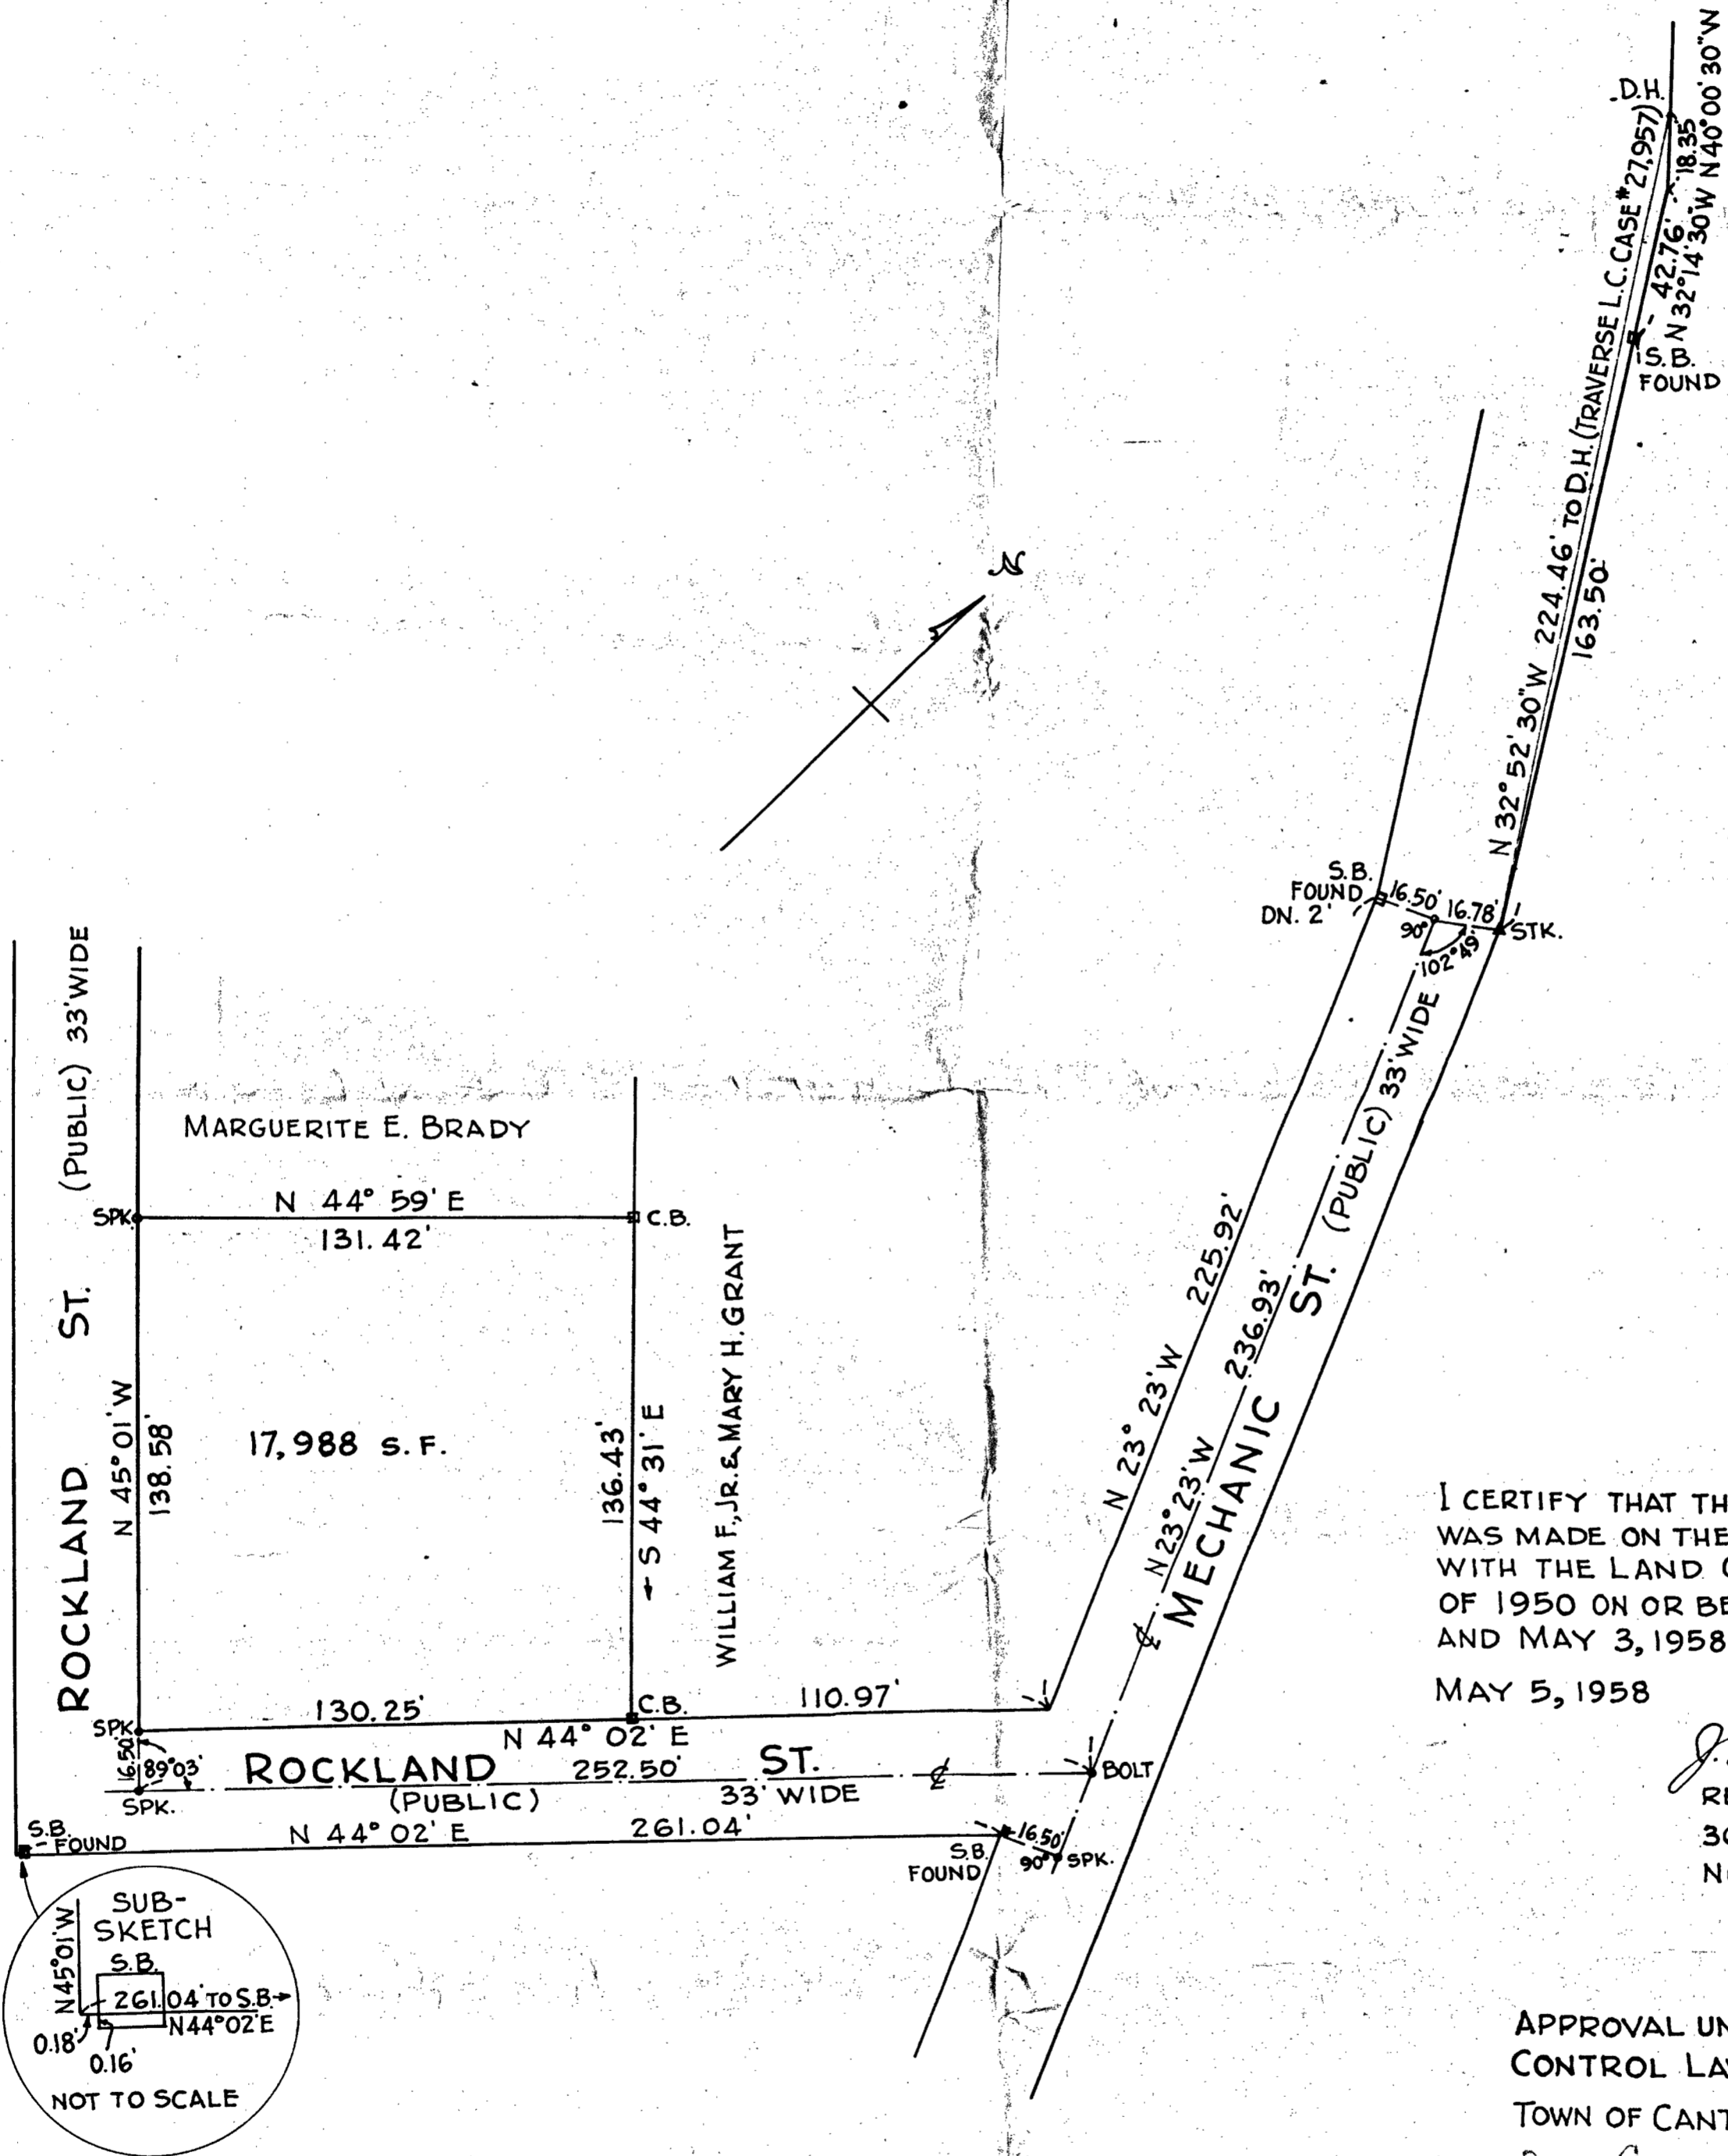 D.H.
N 32° 52' 30" W 224.46' TO D.H. (TRAVERSE L.C. CASE # 27,957)
163.50'
42.76'
18.35
N 32° 14' 30" W
N 40° 00' 30" W
S.B.
FOUND
N
S.B.
FOUND
DN. 2'
16.50'
16.78'
90°
102° 49'
STK.
ROCKLAND ST. (PUBLIC) 33' WIDE
MARGUERITE E. BRADY
SPK.
N 44° 59' E
131.42'
C.B.
N 45° 01' W
138.58'
17,988 S.F.
136.43'
← S 44° 31' E
WILLIAM F., JR. & MARY H. GRANT
N 23° 23' W 225.92'
N 23° 23' W 236.93'
℄ MECHANIC ST. (PUBLIC) 33' WIDE
SPK.
130.25'
C.B.
110.97'
N 44° 02' E
16.50'
89° 03'
SPK.
ROCKLAND 252.50' ST. ℄
(PUBLIC) 33' WIDE
BOLT
S.B.
FOUND
N 44° 02' E 261.04'
S.B.
FOUND
16.50'
90°
SPK.
SUB-
SKETCH
S.B.
N 45° 01' W
261.04' TO S.B. →
N 44° 02' E
0.18'
0.16'
NOT TO SCALE
I CERTIFY THAT TH
WAS MADE ON THE
WITH THE LAND
OF 1950 ON OR BE
AND MAY 3, 1958
MAY 5, 1958
J.
RE
30
N
APPROVAL UN
CONTROL LA
TOWN OF CANT